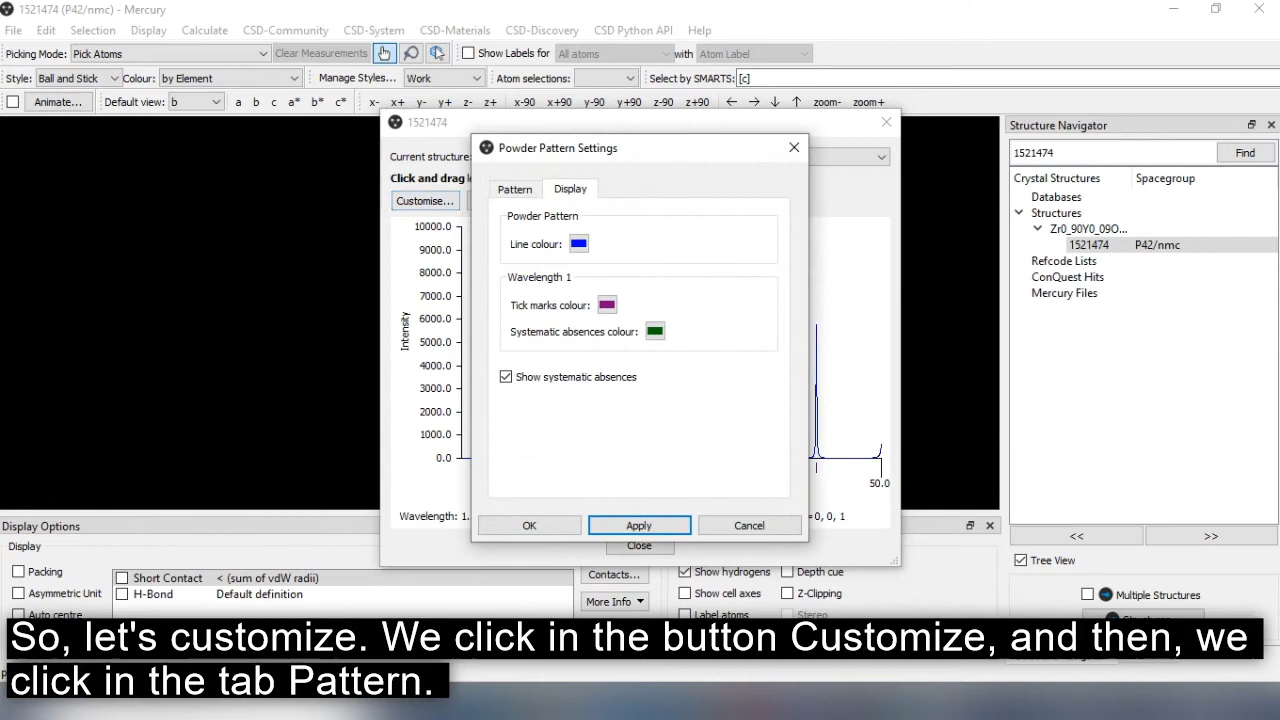 1521474 (P42/nmc) - Mercury
File Edit Selection Display Calculate CSD-Community CSD-System CSD-Materials CSD-Discovery CSD Python API Help
Picking Mode: Pick Atoms Clear Measurements Show Labels for All atoms with Atom Label
Style: Ball and Stick Colour: by Element Manage Styles... Work Atom selections: Select by SMARTS: [c]
Animate... Default view: b a b c a* b* c* x- x+ y- y+ z- z+ x-90 x+90 y-90 y+90 z-90 z+90 ← → ↓ ↑ zoom- zoom+
1521474
Current structure:
Click and drag
Customise...
Powder Pattern Settings
Pattern Display
Powder Pattern
Line colour:
Wavelength 1
Tick marks colour:
Systematic absences colour:
Show systematic absences
OK Apply Cancel
10000.0
9000.0
8000.0
7000.0
6000.0
5000.0
4000.0
3000.0
2000.0
1000.0
0.0
Intensity
50.0
Wavelength: 1. =0, 0, 1
Close
Structure Navigator
1521474 Find
Crystal Structures Spacegroup
Databases
Structures
Zr0_90Y0_09O...
1521474 P42/nmc
Refcode Lists
ConQuest Hits
Mercury Files
<< >>
Tree View
Multiple Structures
Display Options
Display
Packing
Asymmetric Unit
Auto centre
Short Contact < (sum of vdW radii)
H-Bond Default definition
Contacts...
More Info
Show hydrogens Depth cue
Show cell axes Z-Clipping
Label atoms Stereo
So, let's customize. We click in the button Customize, and then, we
click in the tab Pattern.